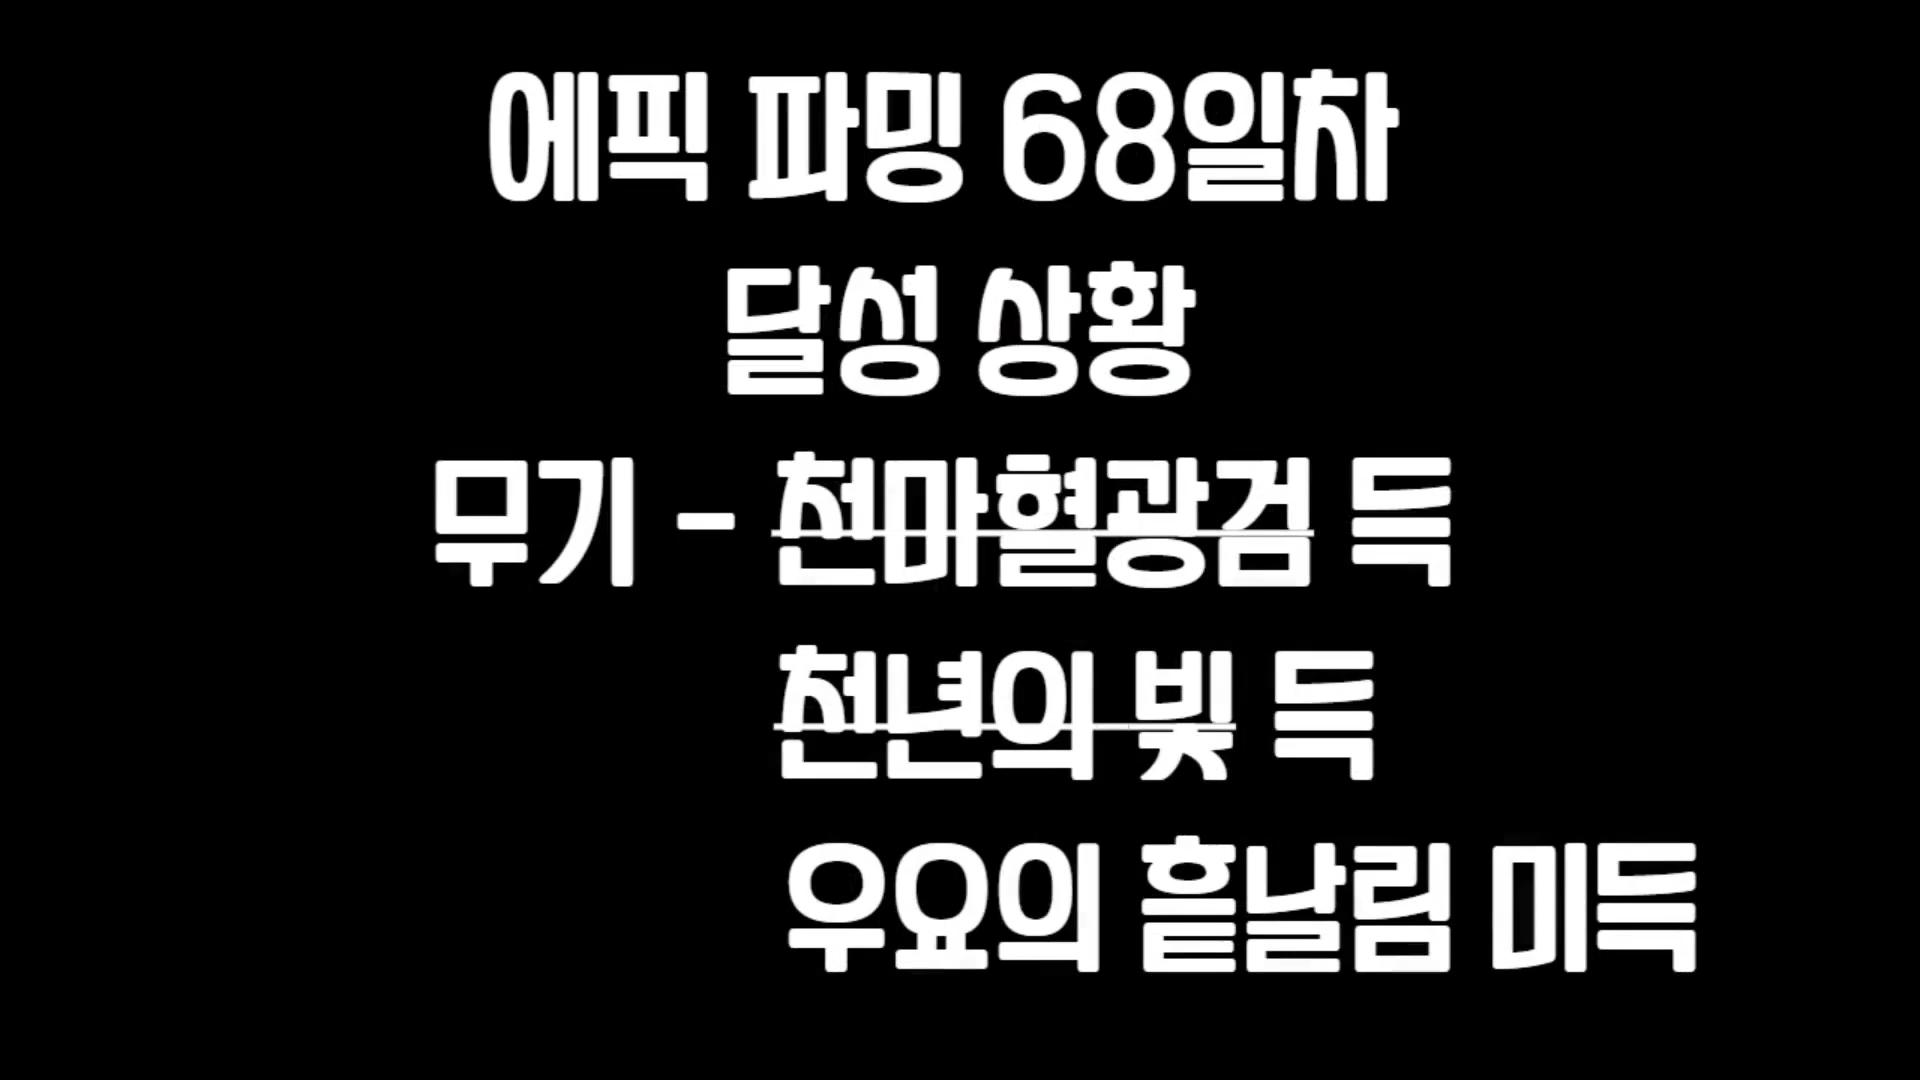 에픽 파밍 68일차
달성 상황
무기 - 천마혈광검 득
천년의 빛 득
우요의 흩날림 미득